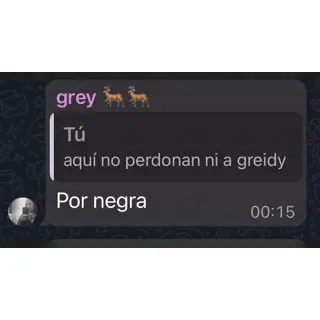 grey 🦌🦌
Tú
aquí no perdonan ni a greidy
Por negra
00:15